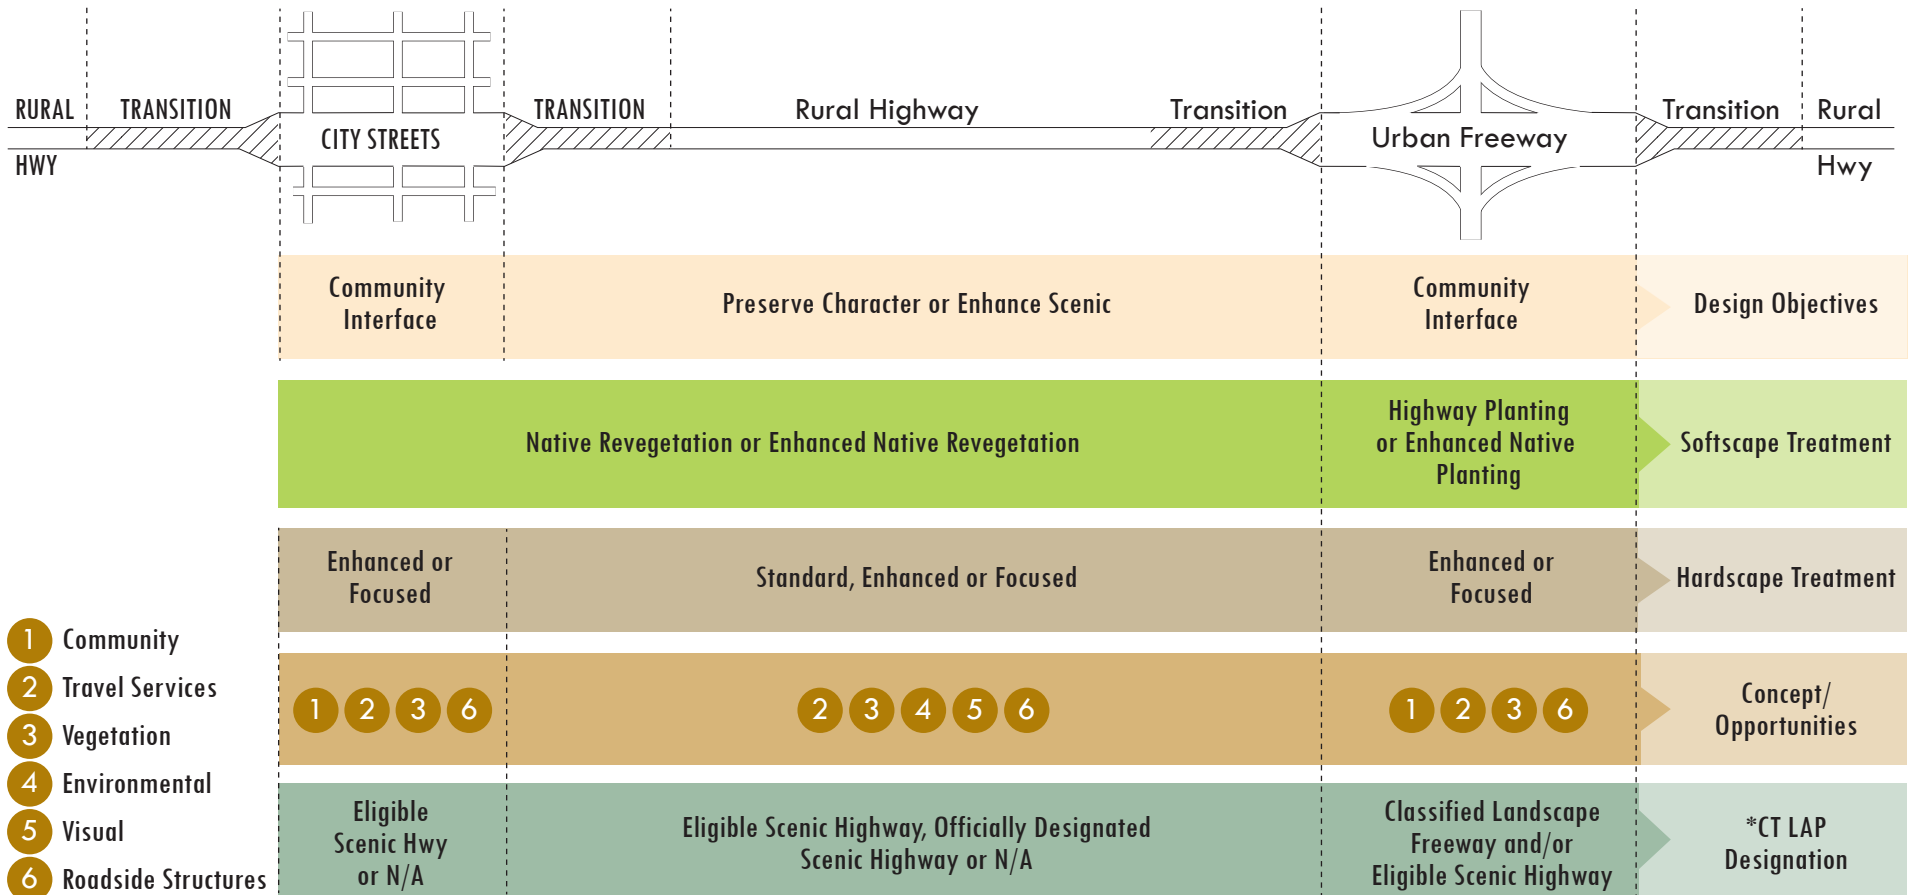 RURAL
HWY
TRANSITION
CITY STREETS
TRANSITION
Rural Highway
Transition
Urban Freeway
Transition
Rural
Hwy
Community
Interface
Preserve Character or Enhance Scenic
Community
Interface
Design Objectives
Native Revegetation or Enhanced Native Revegetation
Highway Planting
or Enhanced Native
Planting
Softscape Treatment
Enhanced or
Focused
Standard, Enhanced or Focused
Enhanced or
Focused
Hardscape Treatment
1 Community
2 Travel Services
3 Vegetation
4 Environmental
5 Visual
6 Roadside Structures
1 2 3 6
2 3 4 5 6
1 2 3 6
Concept/
Opportunities
Eligible
Scenic Hwy
or N/A
Eligible Scenic Highway, Officially Designated
Scenic Highway or N/A
Classified Landscape
Freeway and/or
Eligible Scenic Highway
*CT LAP
Designation